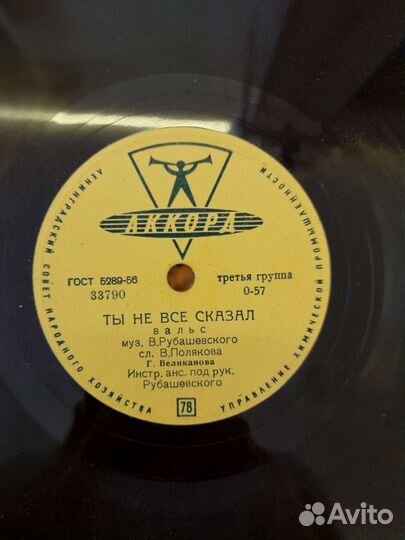 ЛЕНИНГРАДСКИЙ СОВЕТ НАРОДНОГО ХОЗЯЙСТВА
УПРАВЛЕНИЕ ХИМИЧЕСКОЙ ПРОМЫШЛЕННОСТИ
АККОРД
ГОСТ 5289-56
третья группа
33790
0-57
ТЫ НЕ ВСЕ СКАЗАЛ
вальс
муз. В.Рубашевского
сл. В.Полякова
Г. Великанова
Инстр. анс. под рук.
Рубашевского
78
Avito